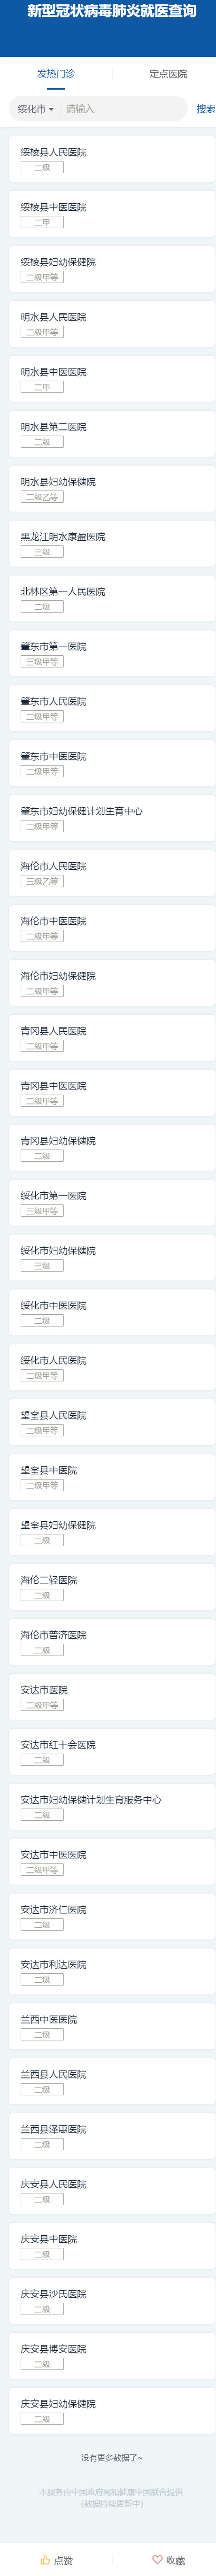 新型冠状病毒肺炎就医查询
发热门诊 定点医院
绥化市 请输入 搜索
绥棱县人民医院
二级
绥棱县中医医院
二甲
绥棱县妇幼保健院
二级甲等
明水县人民医院
二级甲等
明水县中医医院
二甲
明水县第二医院
二级
明水县妇幼保健院
二级乙等
黑龙江明水康盈医院
三级
北林区第一人民医院
二级
肇东市第一医院
三级甲等
肇东市人民医院
二级甲等
肇东市中医医院
二级甲等
肇东市妇幼保健计划生育中心
二级甲等
海伦市人民医院
三级乙等
海伦市中医医院
二级甲等
海伦市妇幼保健院
二级甲等
青冈县人民医院
二级甲等
青冈县中医医院
二级甲等
青冈县妇幼保健院
二级
绥化市第一医院
三级甲等
绥化市妇幼保健院
三级
绥化市中医医院
二级
绥化市人民医院
二级甲等
望奎县人民医院
二级甲等
望奎县中医院
二级甲等
望奎县妇幼保健院
二级
海伦二轻医院
二级
海伦市普济医院
二级
安达市医院
二级甲等
安达市红十会医院
二级
安达市妇幼保健计划生育服务中心
二级
安达市中医医院
二级甲等
安达市济仁医院
二级
安达市利达医院
二级
兰西中医医院
二级
兰西县人民医院
二级
兰西县泽惠医院
二级
庆安县人民医院
二级
庆安县中医院
二级
庆安县沙氏医院
二级
庆安县博安医院
二级
庆安县妇幼保健院
二级
没有更多数据了~
本服务由中国政府网和健康中国联合提供
(数据持续更新中)
点赞 收藏